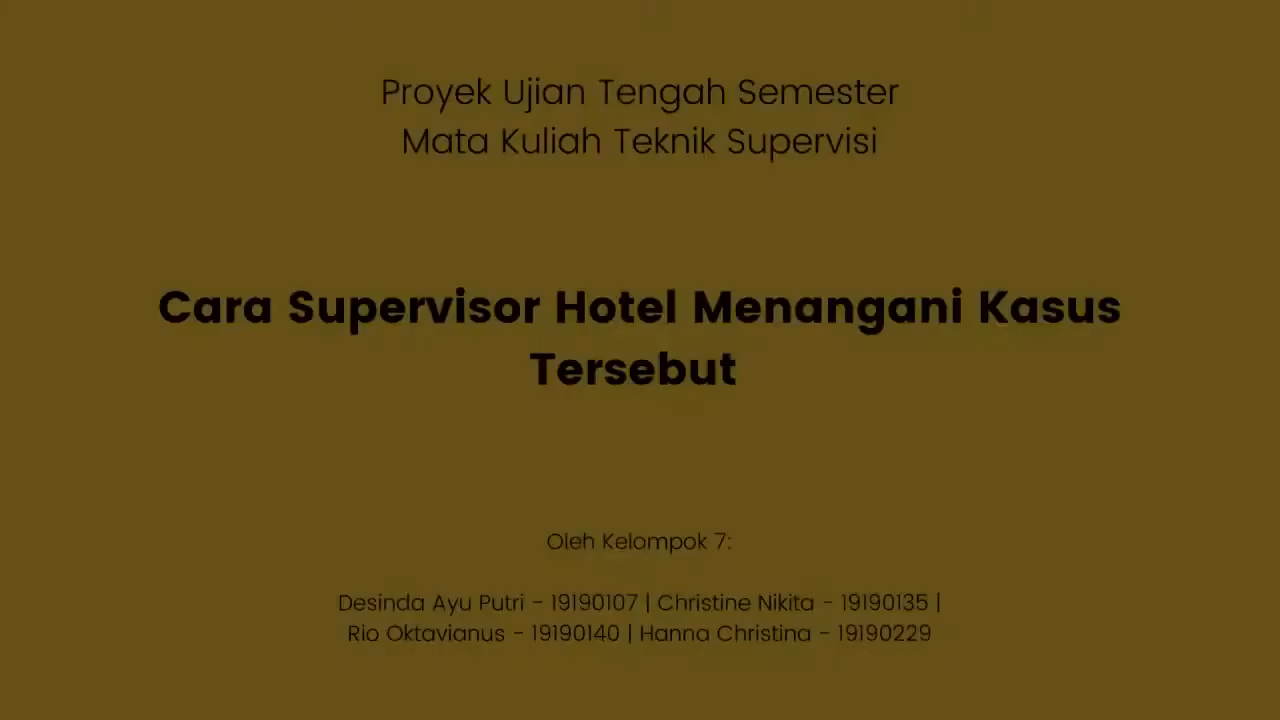 Proyek Ujian Tengah Semester
Mata Kuliah Teknik Supervisi
Cara Supervisor Hotel Menangani Kasus
Tersebut
Oleh Kelompok 7:
Desinda Ayu Putri - 19190107 | Christine Nikita - 19190135 |
Rio Oktavianus - 19190140 | Hanna Christina - 19190229